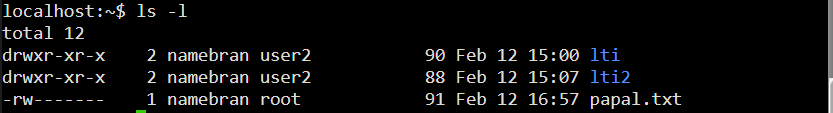 localhost:~$ ls -l
total 12
drwxr-xr-x    2 namebran user2           90 Feb 12 15:00 lti
drwxr-xr-x    2 namebran user2           88 Feb 12 15:07 lti2
-rw-------    1 namebran root            91 Feb 12 16:57 papal.txt